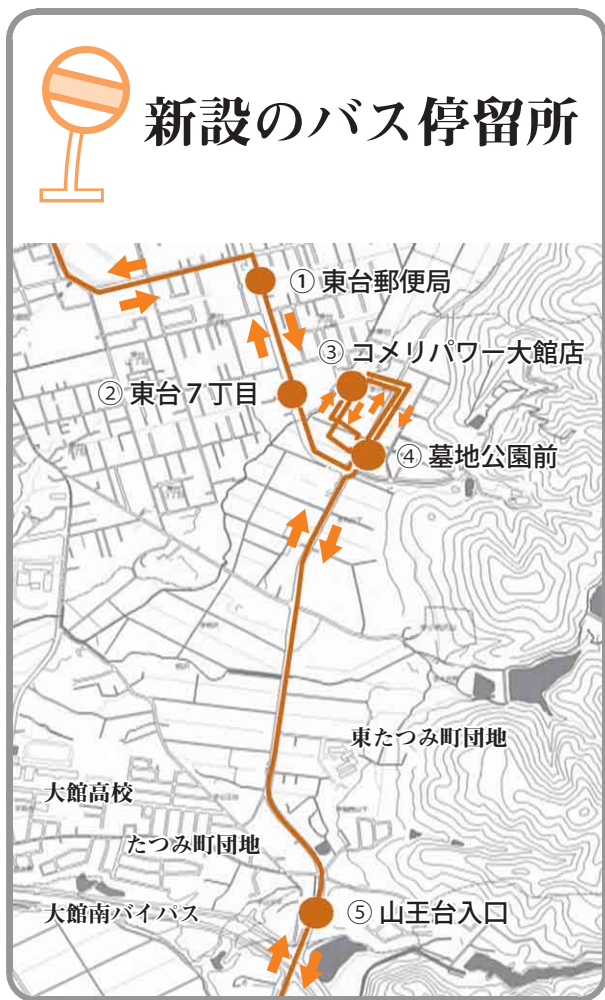 新設のバス停留所
① 東台郵便局
③ コメリパワー大館店
② 東台７丁目
④ 墓地公園前
東たつみ町団地
大館高校
たつみ町団地
大館南バイパス
⑤ 山王台入口